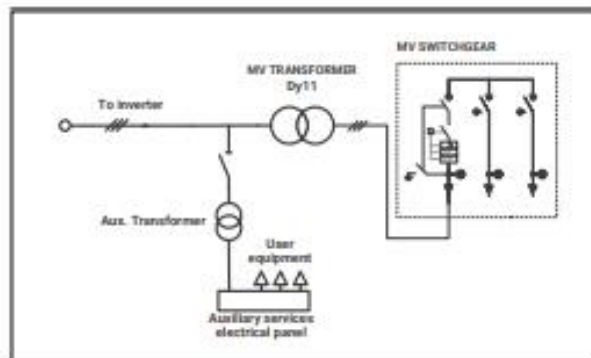 MV SWITCHGEAR
MV TRANSFORMER
Dy11
To inverter
Aux. Transformer
User
equipment
Auxiliary services
electrical panel